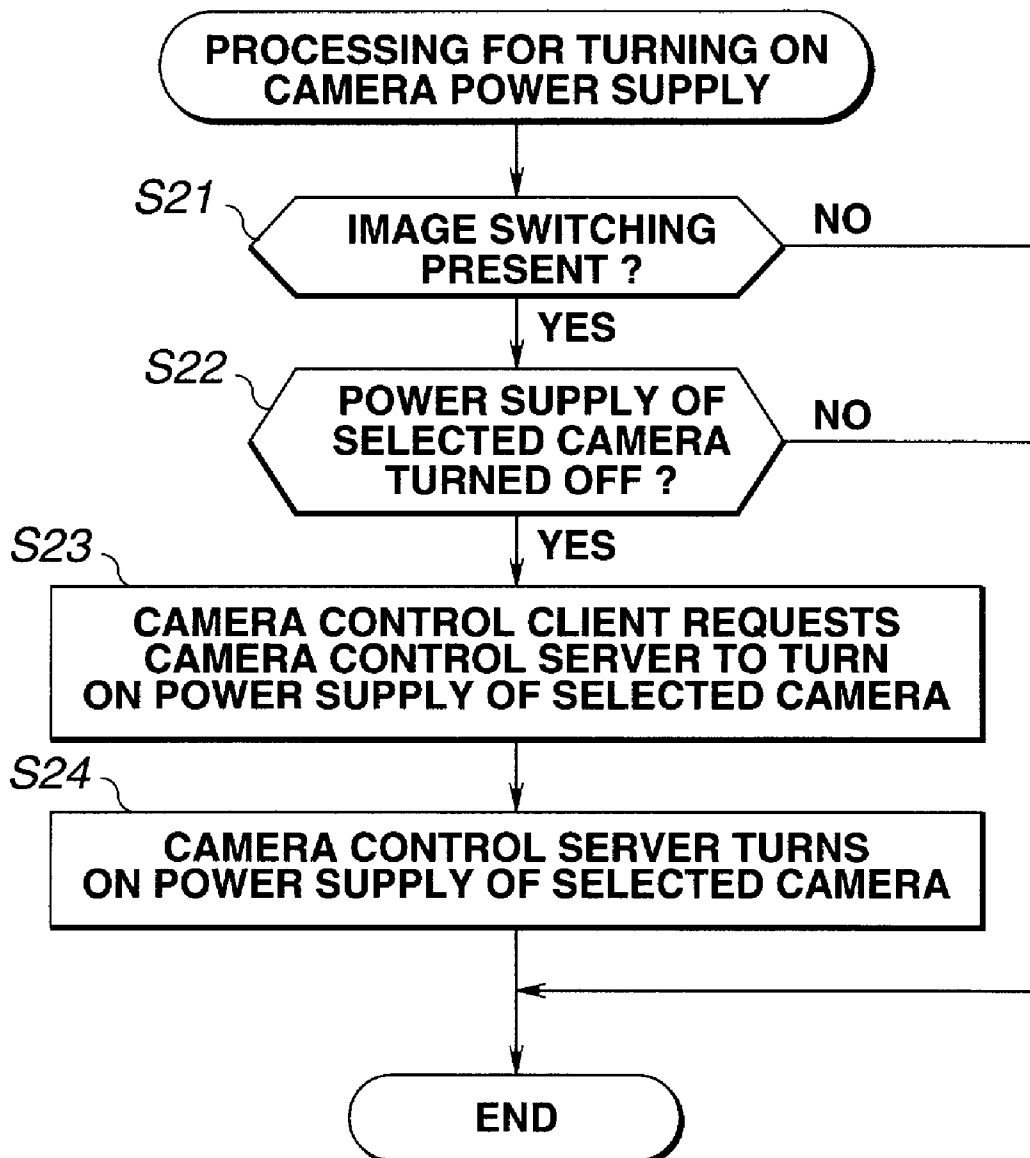 PROCESSING FOR TURNING ON
CAMERA POWER SUPPLY
S21
IMAGE SWITCHING
PRESENT ?
NO
YES
S22
POWER SUPPLY OF
SELECTED CAMERA
TURNED OFF ?
NO
YES
S23
CAMERA CONTROL CLIENT REQUESTS
CAMERA CONTROL SERVER TO TURN
ON POWER SUPPLY OF SELECTED CAMERA
S24
CAMERA CONTROL SERVER TURNS
ON POWER SUPPLY OF SELECTED CAMERA
END